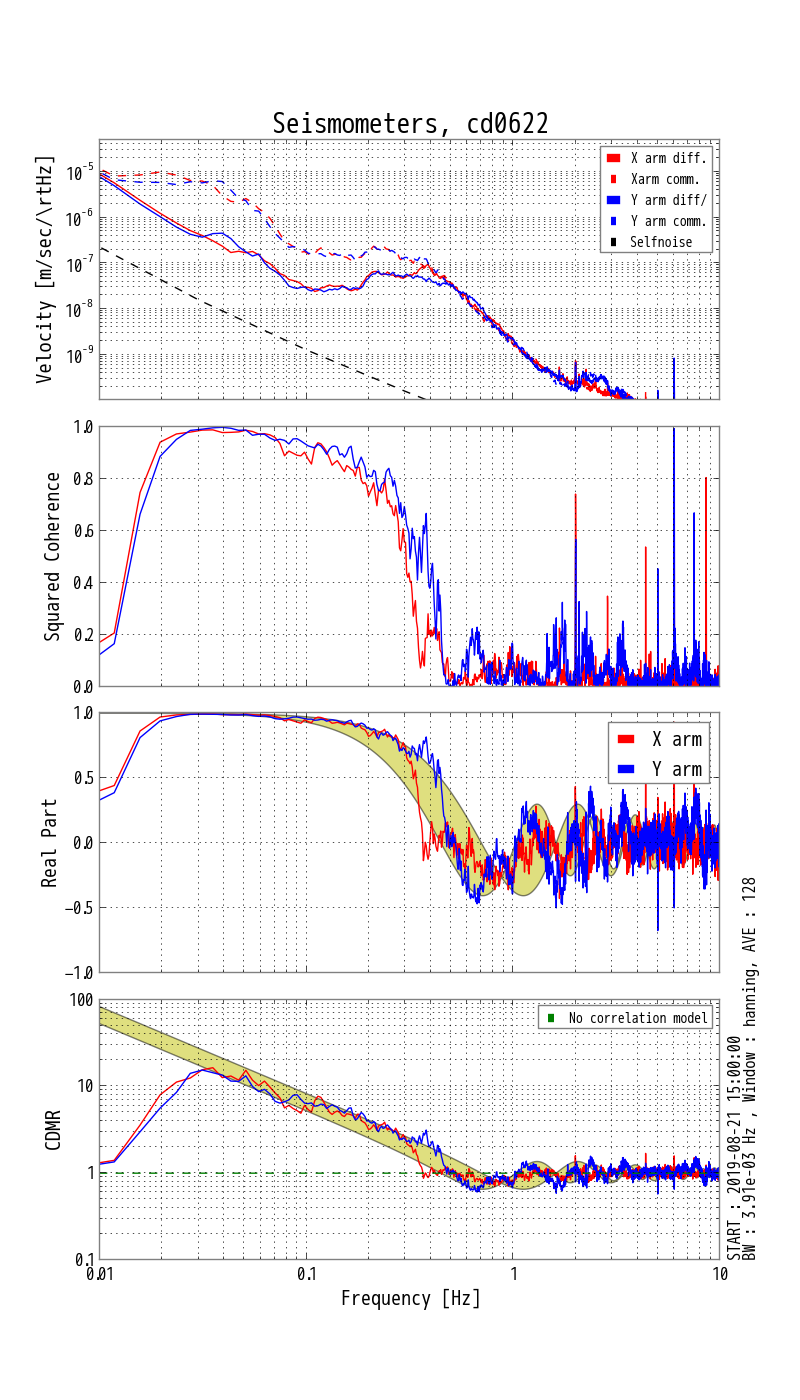 Seismometers, cd0622
Velocity [m/sec/√rtHz]
10^-5
10^-6
10^-7
10^-8
10^-9
X arm diff.
Xarm comm.
Y arm diff/
Y arm comm.
Selfnoise
Squared Coherence
1.0
0.8
0.6
0.4
0.2
0.0
Real Part
1.0
0.5
0.0
−0.5
−1.0
X arm
Y arm
CDMR
100
10
1
0.1
No correlation model
0.01
0.1
1
10
Frequency [Hz]
START : 2019-08-21 15:00:00
BW : 3.91e-03 Hz , Window : hanning, AVE : 128